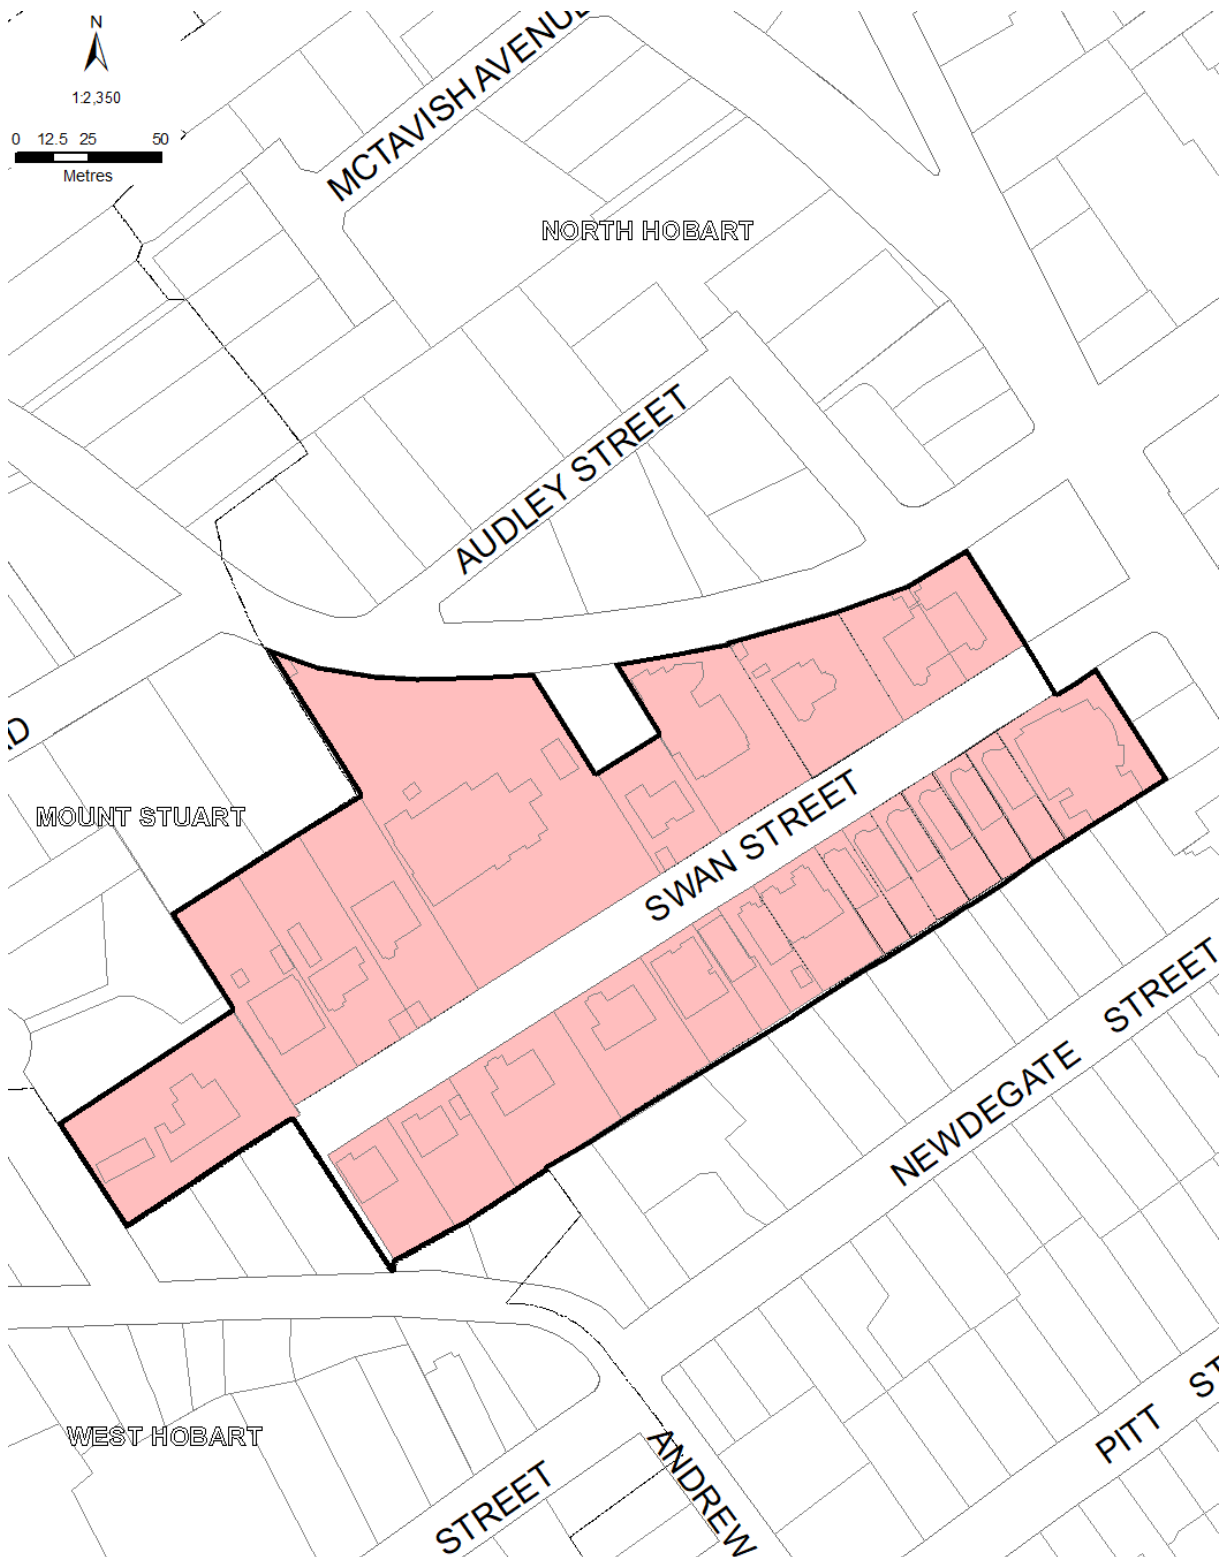 N
1:2,350
0 12.5 25 50
Metres
MCTAVISH AVENUE
NORTH HOBART
AUDLEY STREET
MOUNT STUART
SWAN STREET
NEWDEGATE STREET
WEST HOBART
STREET
ANDREW
PITT ST